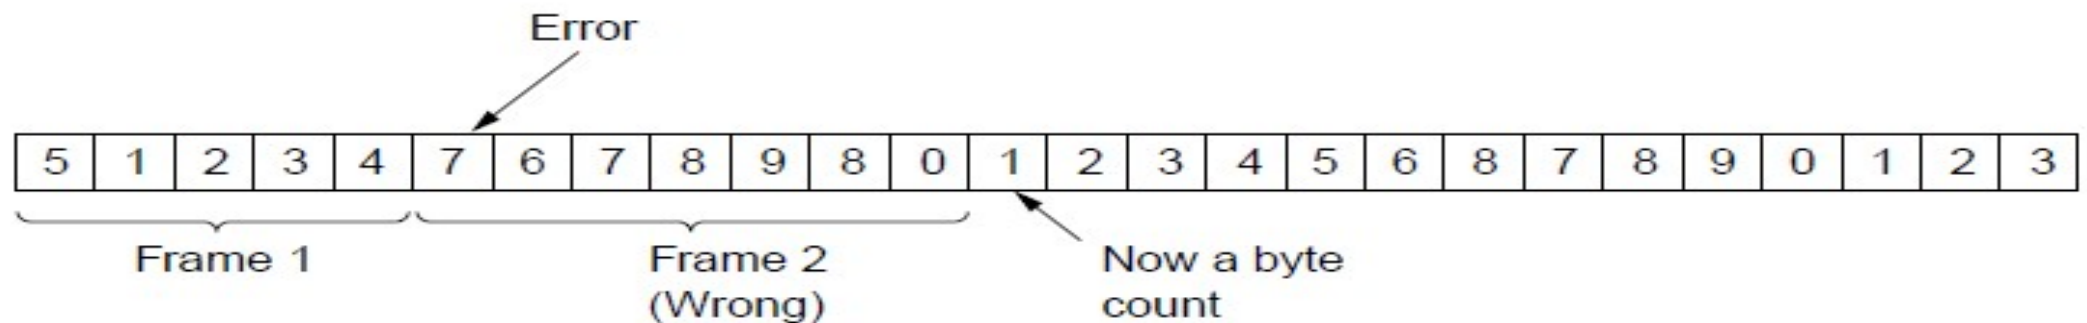 Error
5 1 2 3 4 7 6 7 8 9 8 0 1 2 3 4 5 6 8 7 8 9 0 1 2 3
Frame 1
Frame 2
(Wrong)
Now a byte
count